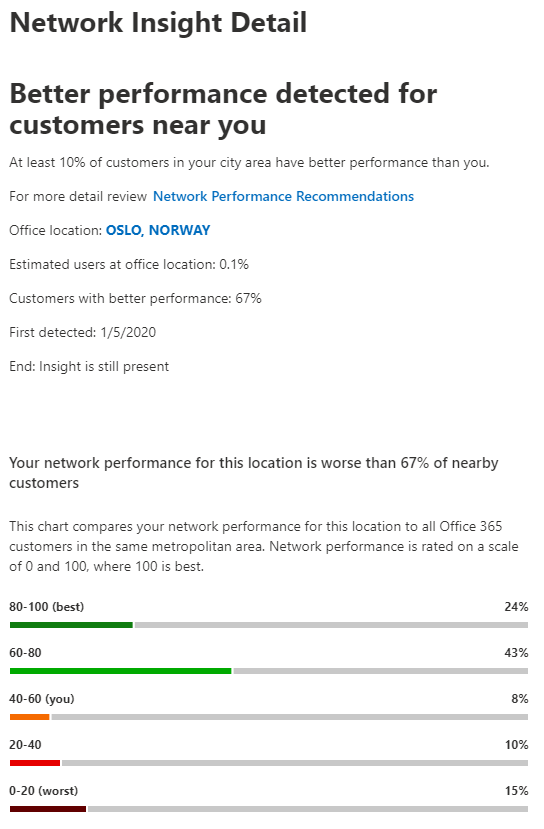 Network Insight Detail
Better performance detected for
customers near you
At least 10% of customers in your city area have better performance than you.
For more detail review Network Performance Recommendations
Office location: OSLO, NORWAY
Estimated users at office location: 0.1%
Customers with better performance: 67%
First detected: 1/5/2020
End: Insight is still present
Your network performance for this location is worse than 67% of nearby
customers
This chart compares your network performance for this location to all Office 365
customers in the same metropolitan area. Network performance is rated on a scale
of 0 and 100, where 100 is best.
80-100 (best) 24%
60-80 43%
40-60 (you) 8%
20-40 10%
0-20 (worst) 15%